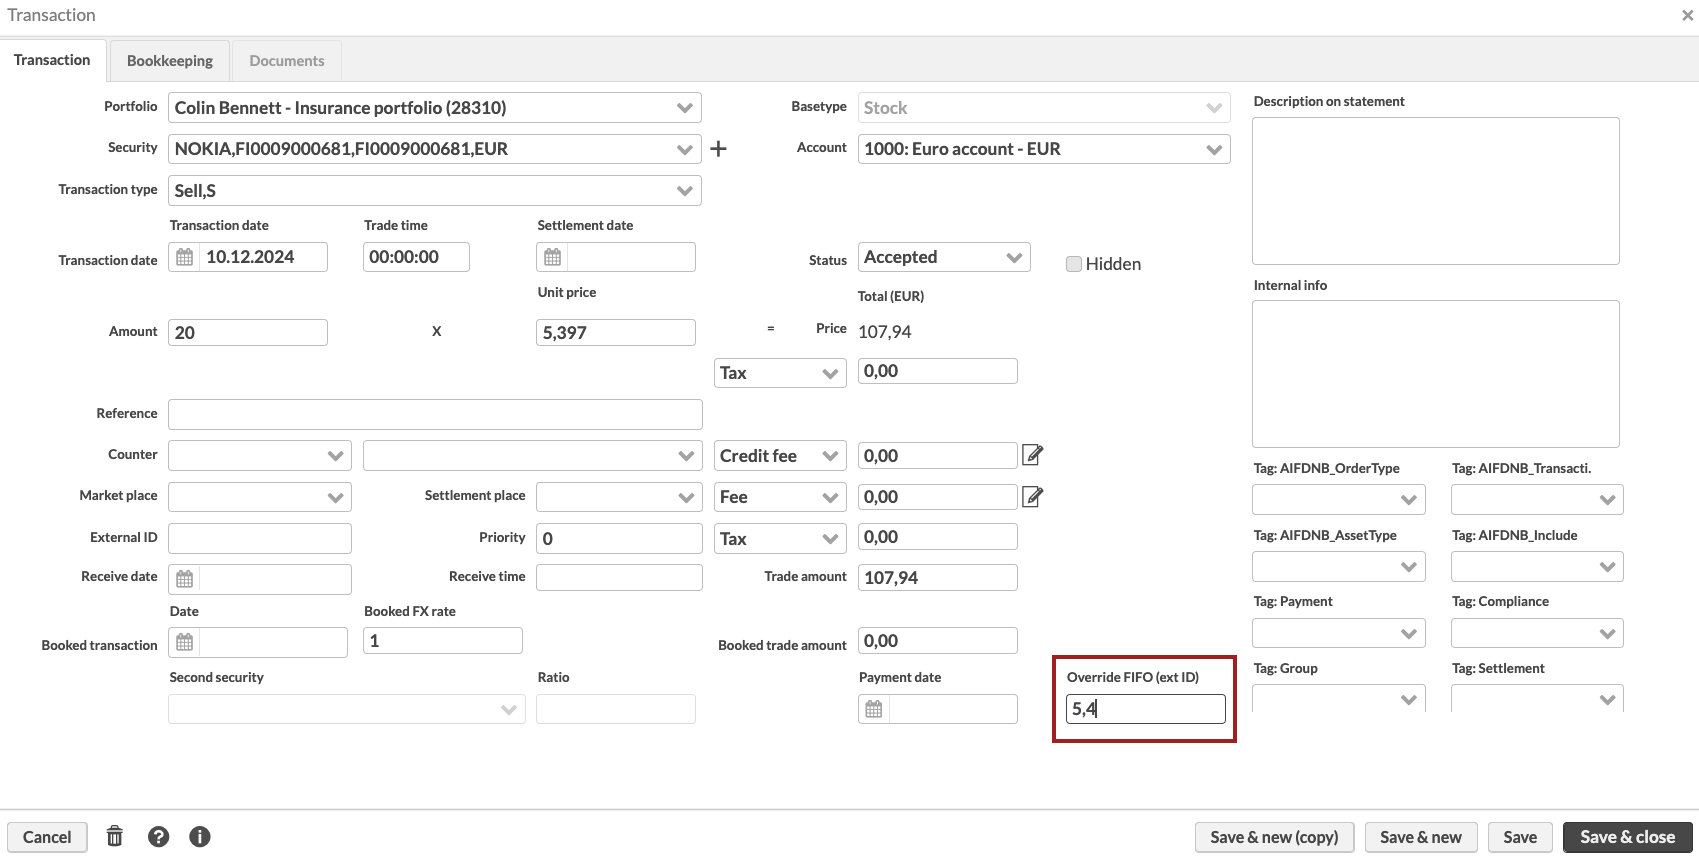 Transaction
Transaction Bookkeeping Documents
Portfolio Colin Bennett - Insurance portfolio (28310) Basetype Stock Description on statement
Security NOKIA,FI0009000681,FI0009000681,EUR Account 1000: Euro account - EUR
Transaction type Sell,S
Transaction date Trade time Settlement date
Transaction date 10.12.2024 00:00:00 Status Accepted Hidden
Unit price Total (EUR) Internal info
Amount 20 X 5,397 = Price 107,94
Tax 0,00
Reference
Counter Credit fee 0,00
Tag: AIFDNB_OrderType Tag: AIFDNB_Transacti.
Market place Settlement place Fee 0,00
External ID Priority 0 Tax 0,00 Tag: AIFDNB_AssetType Tag: AIFDNB_Include
Receive date Receive time Trade amount 107,94
Date Booked FX rate Tag: Payment Tag: Compliance
Booked transaction 1 Booked trade amount 0,00
Second security Ratio Payment date Override FIFO (ext ID) Tag: Group Tag: Settlement
5,4
Cancel Save & new (copy) Save & new Save Save & close